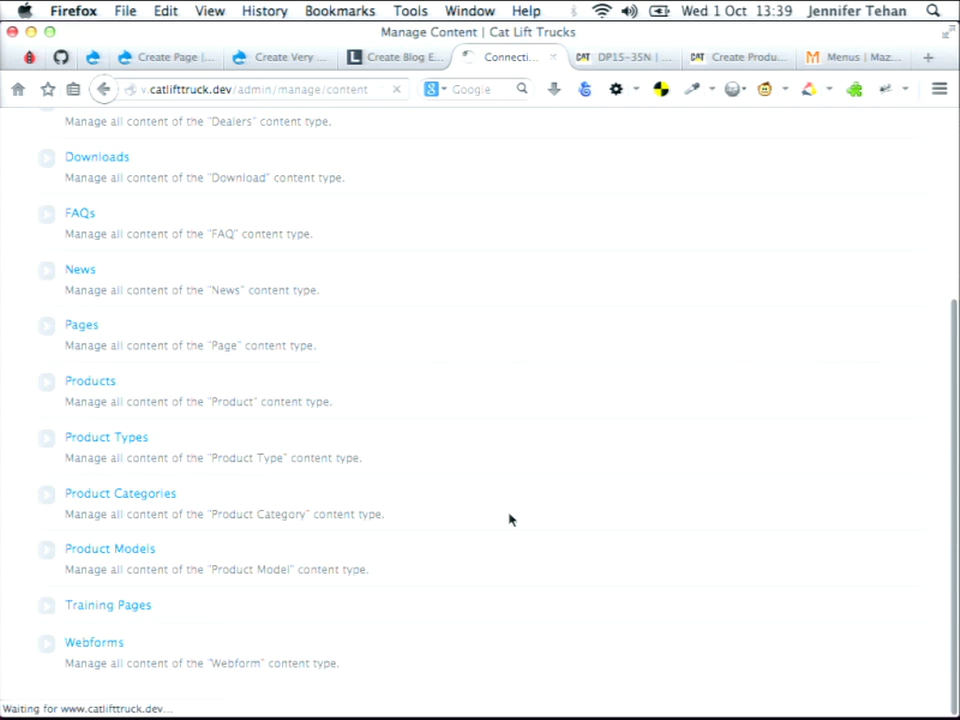 Firefox File Edit View History Bookmarks Tools Window Help Wed 1 Oct 13:39 Jennifer Tehan
Manage Content | Cat Lift Trucks
Create Page |... Create Very ... L Create Blog E... Connecti... CAT DP15-35N | ... CAT Create Produ... M Menus | Maz...
v.catlifttruck.dev/admin/manage/content Google
Manage all content of the "Dealers" content type.
Downloads
Manage all content of the "Download" content type.
FAQs
Manage all content of the "FAQ" content type.
News
Manage all content of the "News" content type.
Pages
Manage all content of the "Page" content type.
Products
Manage all content of the "Product" content type.
Product Types
Manage all content of the "Product Type" content type.
Product Categories
Manage all content of the "Product Category" content type.
Product Models
Manage all content of the "Product Model" content type.
Training Pages
Webforms
Manage all content of the "Webform" content type.
Waiting for www.catlifttruck.dev...